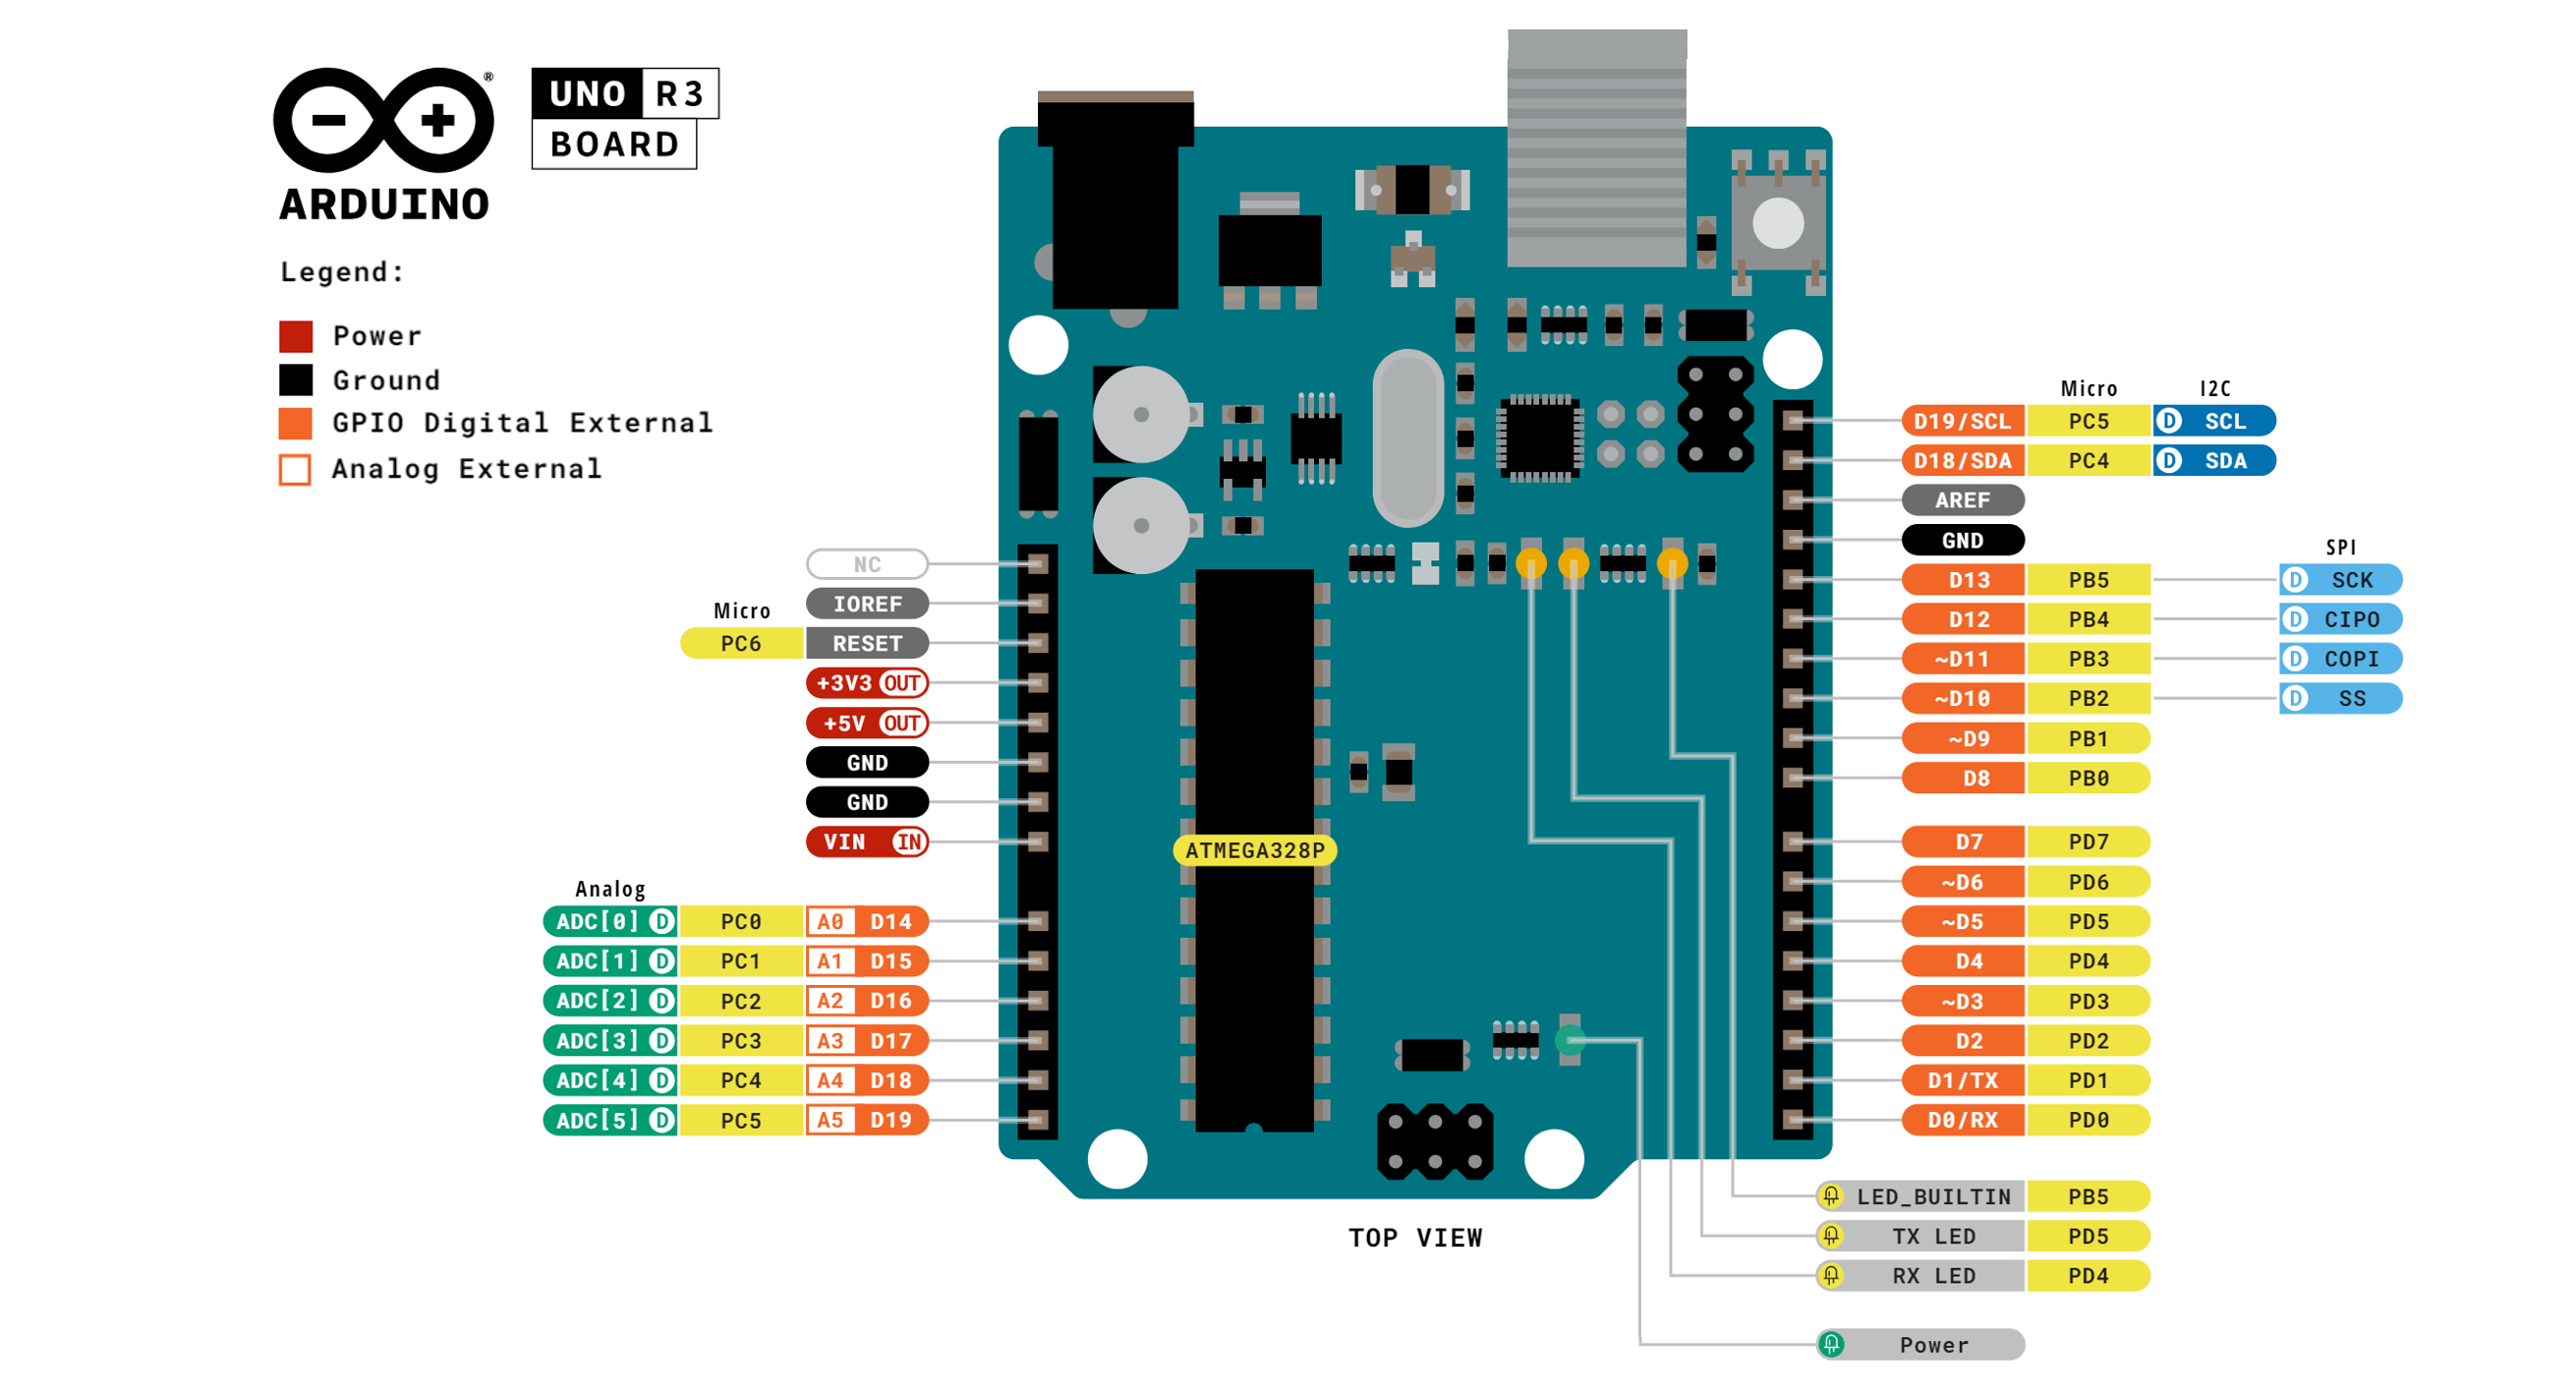 ®
ARDUINO
UNO R3
BOARD
Legend:
Power
Ground
GPIO Digital External
Analog External
NC
IOREF
Micro
PC6 RESET
+3V3 OUT
+5V OUT
GND
GND
VIN IN
Analog
ADC[0] D PC0 A0 D14
ADC[1] D PC1 A1 D15
ADC[2] D PC2 A2 D16
ADC[3] D PC3 A3 D17
ADC[4] D PC4 A4 D18
ADC[5] D PC5 A5 D19
ATMEGA328P
TOP VIEW
Micro I2C
D19/SCL PC5 D SCL
D18/SDA PC4 D SDA
AREF
GND
SPI
D13 PB5 D SCK
D12 PB4 D CIPO
~D11 PB3 D COPI
~D10 PB2 D SS
~D9 PB1
D8 PB0
D7 PD7
~D6 PD6
~D5 PD5
D4 PD4
~D3 PD3
D2 PD2
D1/TX PD1
D0/RX PD0
LED_BUILTIN PB5
TX LED PD5
RX LED PD4
Power